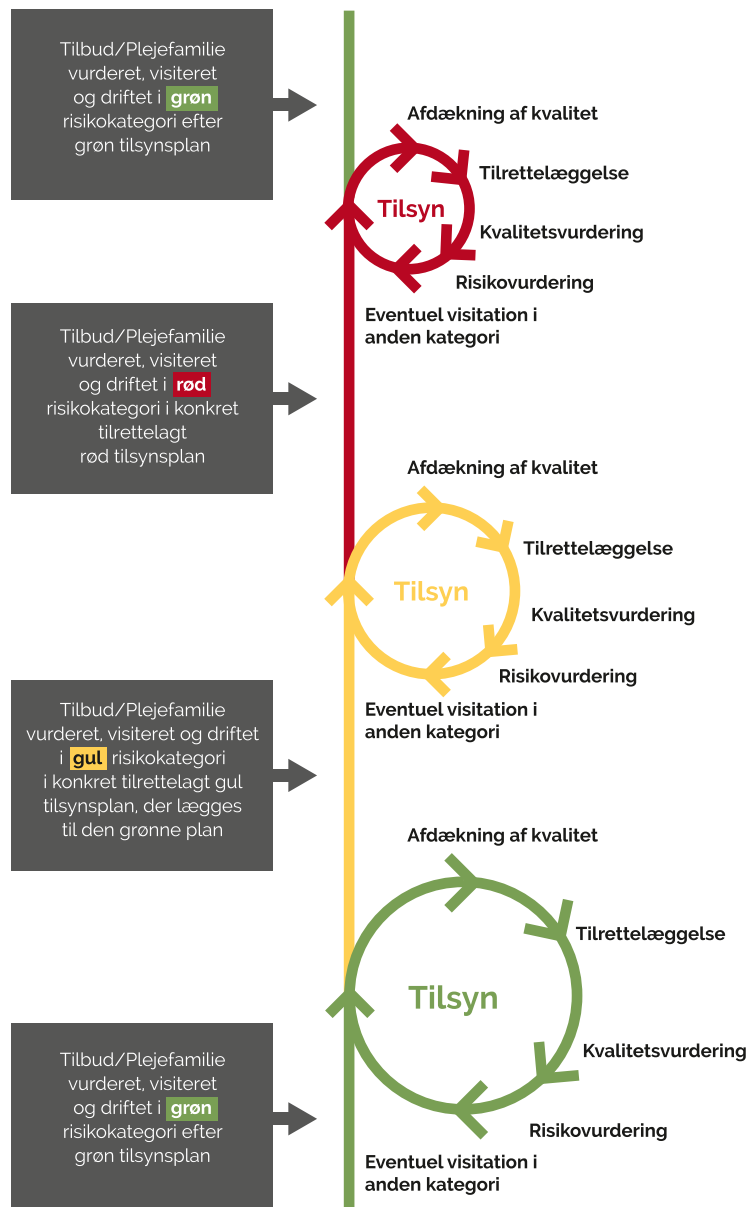 Tilbud/Plejefamilie
vurderet, visiteret
og driftet i grøn
risikokategori efter
grøn tilsynsplan
Afdækning af kvalitet
Tilrettelæggelse
Tilsyn
Kvalitetsvurdering
Risikovurdering
Eventuel visitation i
anden kategori
Tilbud/Plejefamilie
vurderet, visiteret
og driftet i rød
risikokategori i konkret
tilrettelagt
rød tilsynsplan
Afdækning af kvalitet
Tilrettelæggelse
Tilsyn
Kvalitetsvurdering
Risikovurdering
Eventuel visitation i
anden kategori
Tilbud/Plejefamilie
vurderet, visiteret og driftet
i gul risikokategori
i konkret tilrettelagt gul
tilsynsplan, der lægges
til den grønne plan
Afdækning af kvalitet
Tilrettelæggelse
Tilsyn
Kvalitetsvurdering
Risikovurdering
Eventuel visitation i
anden kategori
Tilbud/Plejefamilie
vurderet, visiteret
og driftet i grøn
risikokategori efter
grøn tilsynsplan